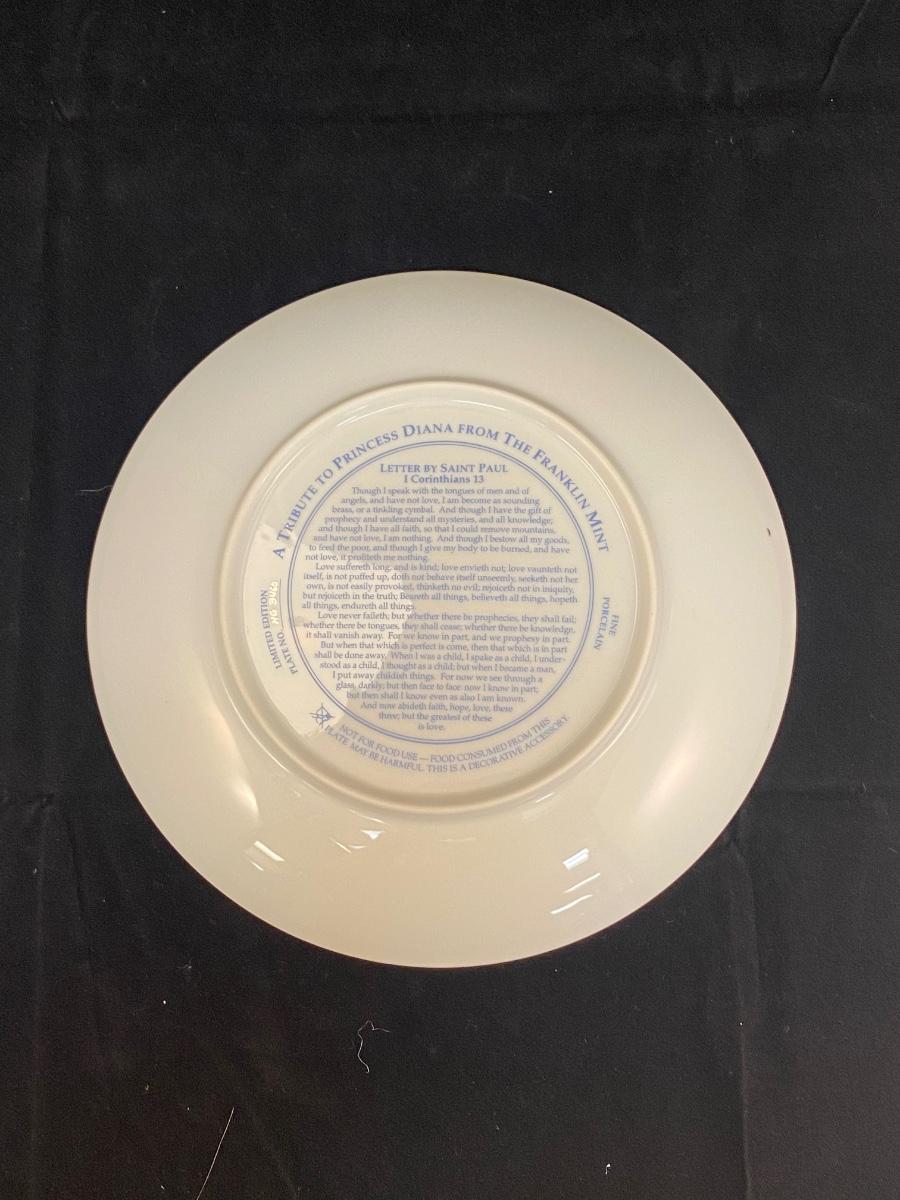 A TRIBUTE TO PRINCESS DIANA FROM THE FRANKLIN MINT
LETTER BY SAINT PAUL
I Corinthians 13
Though I speak with the tongues of men and of
angels, and have not love, I am become as sounding
brass, or a tinkling cymbal. And though I have the gift of
prophecy and understand all mysteries, and all knowledge;
and though I have all faith, so that I could remove mountains,
and have not love, I am nothing. And though I bestow all my goods,
to feed the poor, and though I give my body to be burned, and have
not love, it profiteth me nothing.
Love suffereth long, and is kind; love envieth not; love vaunteth not
itself, is not puffed up, doth not behave itself unseemly, seeketh not her
own, is not easily provoked, thinketh no evil; rejoiceth not in iniquity,
but rejoiceth in the truth; Beareth all things, believeth all things, hopeth
all things, endureth all things.
Love never faileth; but whether there be prophecies, they shall fail;
whether there be tongues, they shall cease; whether there be knowledge,
it shall vanish away. For we know in part, and we prophesy in part.
But when that which is perfect is come, then that which is in part
shall be done away. When I was a child, I spake as a child, I under-
stood as a child, I thought as a child; but when I became a man,
I put away childish things. For now we see through a
glass, darkly; but then face to face: now I know in part;
but then shall I know even as also I am known.
And now abideth faith, hope, love, these
three; but the greatest of these
is love.
LIMITED EDITION
PLATE NO.
FINE
PORCELAIN
NOT FOR FOOD USE — FOOD CONSUMED FROM THIS
PLATE MAY BE HARMFUL. THIS IS A DECORATIVE ACCESSORY.